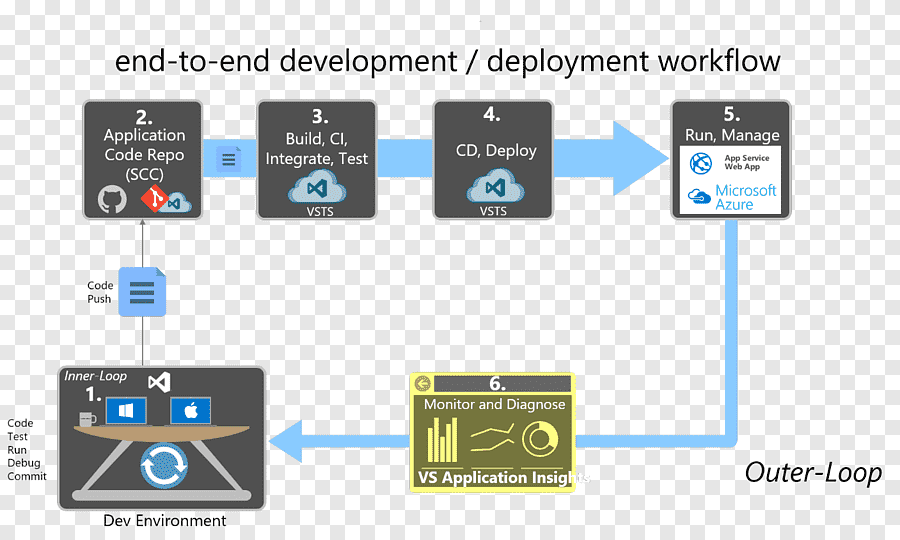 end-to-end development / deployment workflow
2.
Application
Code Repo
(SCC)
3.
Build, CI,
Integrate, Test
VSTS
4.
CD, Deploy
VSTS
5.
Run, Manage
App Service
Web App
Microsoft
Azure
Code
Push
Inner-Loop
1.
Code
Test
Run
Debug
Commit
Dev Environment
6.
Monitor and Diagnose
VS Application Insights
Outer-Loop